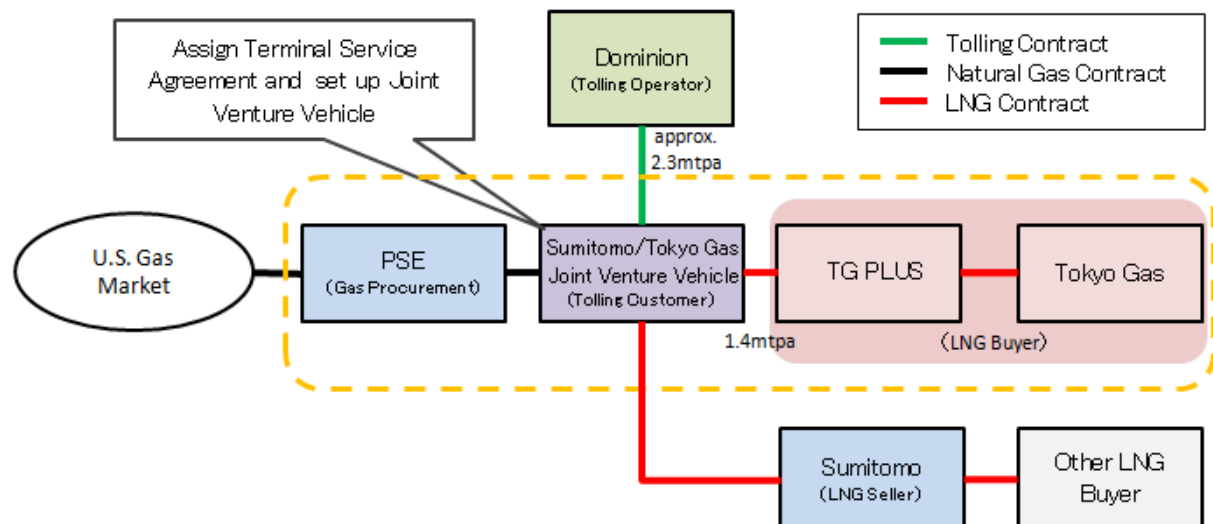 Assign Terminal Service
Agreement and set up Joint
Venture Vehicle
Dominion
(Tolling Operator)
Tolling Contract
Natural Gas Contract
LNG Contract
approx.
2.3mtpa
U.S. Gas
Market
PSE
(Gas Procurement)
Sumitomo/Tokyo Gas
Joint Venture Vehicle
(Tolling Customer)
TG PLUS
Tokyo Gas
1.4mtpa
(LNG Buyer)
Sumitomo
(LNG Seller)
Other LNG
Buyer